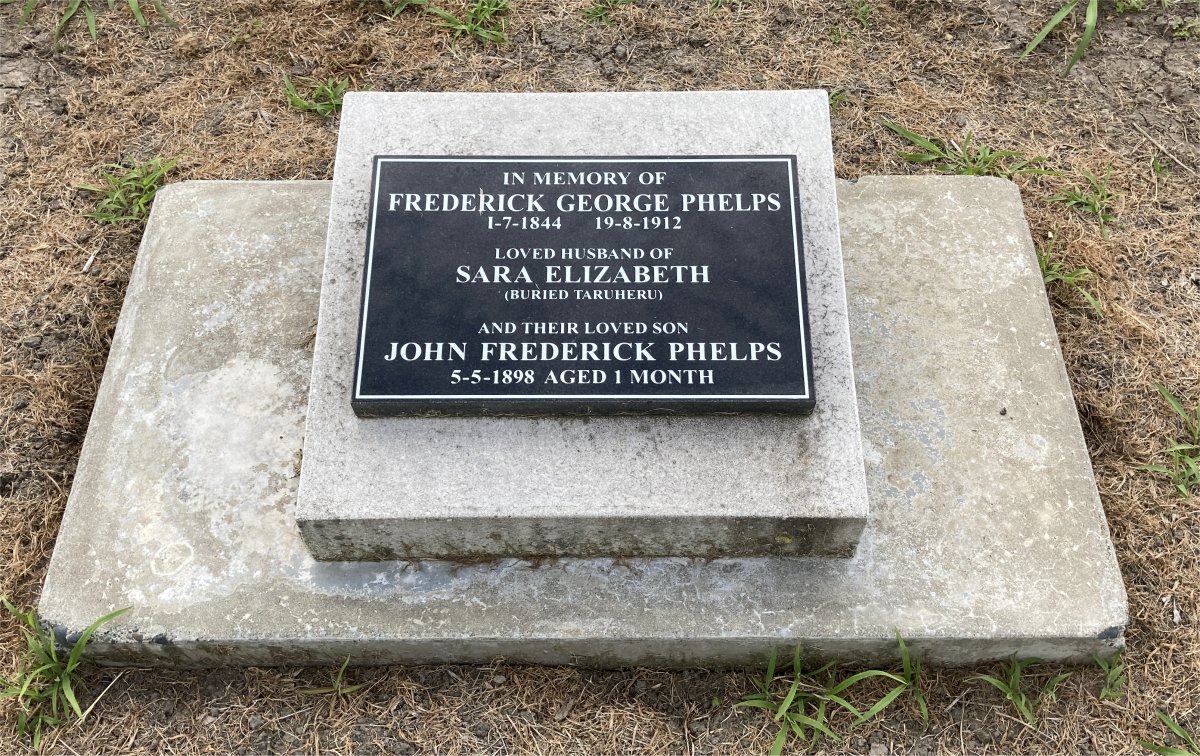 IN MEMORY OF
FREDERICK GEORGE PHELPS
1-7-1844 19-8-1912
LOVED HUSBAND OF
SARA ELIZABETH
(BURIED TARUHERU)
AND THEIR LOVED SON
JOHN FREDERICK PHELPS
5-5-1898 AGED 1 MONTH